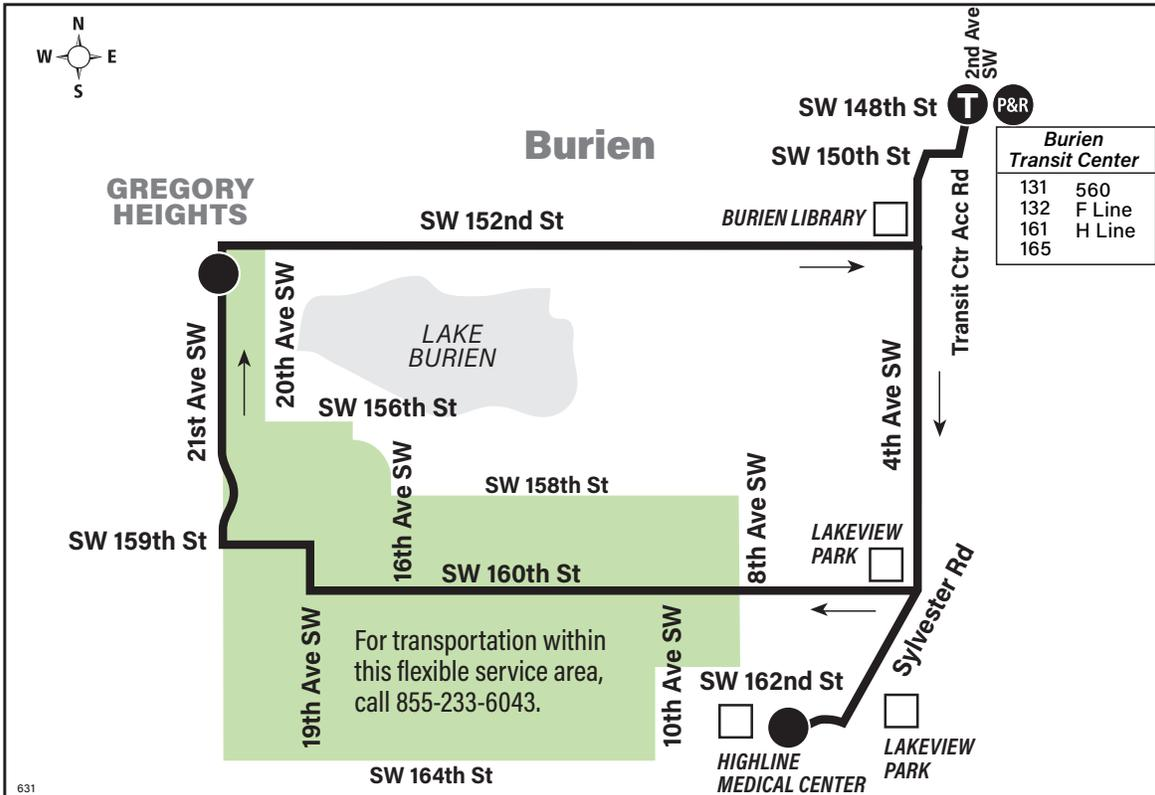 N
W E
S
2nd Ave
SW
SW 148th St
T
P&R
Burien
SW 150th St
Burien
Transit Center
131 560
132 F Line
161 H Line
165
GREGORY
HEIGHTS
SW 152nd St
BURIEN LIBRARY
Transit Ctr Acc Rd
20th Ave SW
LAKE
BURIEN
21st Ave SW
SW 156th St
4th Ave SW
16th Ave SW
SW 158th St
8th Ave SW
SW 159th St
LAKEVIEW
PARK
SW 160th St
Sylvester Rd
19th Ave SW
For transportation within
this flexible service area,
call 855-233-6043.
10th Ave SW
SW 162nd St
HIGHLINE
MEDICAL CENTER
LAKEVIEW
PARK
SW 164th St
631